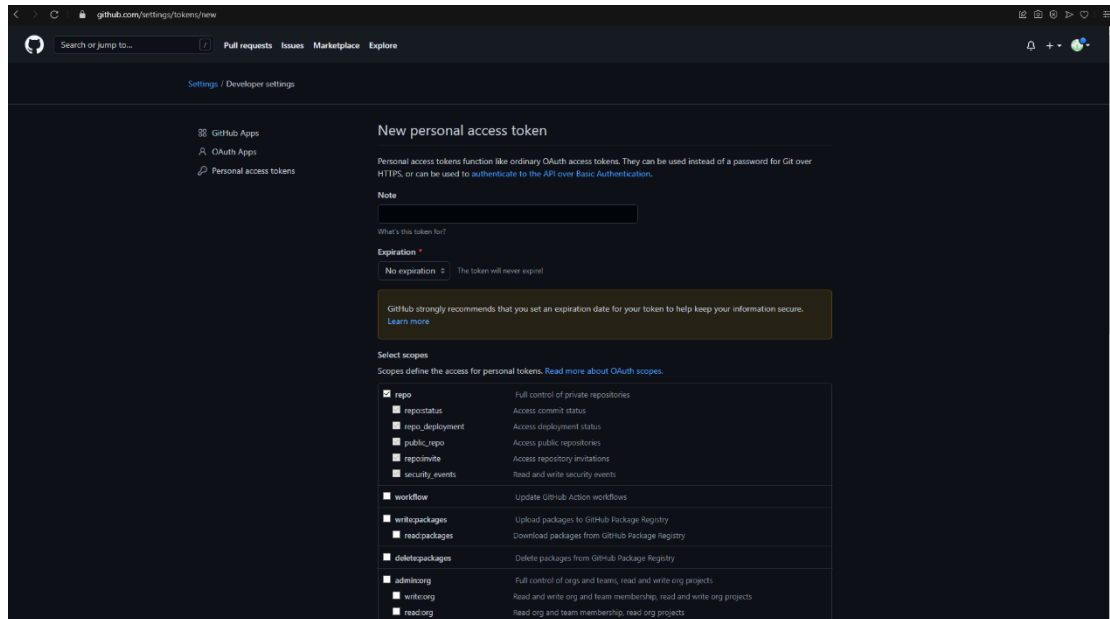 github.com/settings/tokens/new
Search or jump to... / Pull requests Issues Marketplace Explore
Settings / Developer settings
GitHub Apps
OAuth Apps
Personal access tokens
New personal access token
Personal access tokens function like ordinary OAuth access tokens. They can be used instead of a password for Git over
HTTPS, or can be used to authenticate to the API over Basic Authentication.
Note
What's this token for?
Expiration *
No expiration The token will never expire!
GitHub strongly recommends that you set an expiration date for your token to help keep your information secure.
Learn more
Select scopes
Scopes define the access for personal tokens. Read more about OAuth scopes.
repo Full control of private repositories
repo:status Access commit status
repo_deployment Access deployment status
public_repo Access public repositories
repo:invite Access repository invitations
security_events Read and write security events
workflow Update GitHub Action workflows
write:packages Upload packages to GitHub Package Registry
read:packages Download packages from GitHub Package Registry
delete:packages Delete packages from GitHub Package Registry
admin:org Full control of orgs and teams, read and write org projects
write:org Read and write org and team membership, read and write org projects
read:org Read org and team membership, read org projects